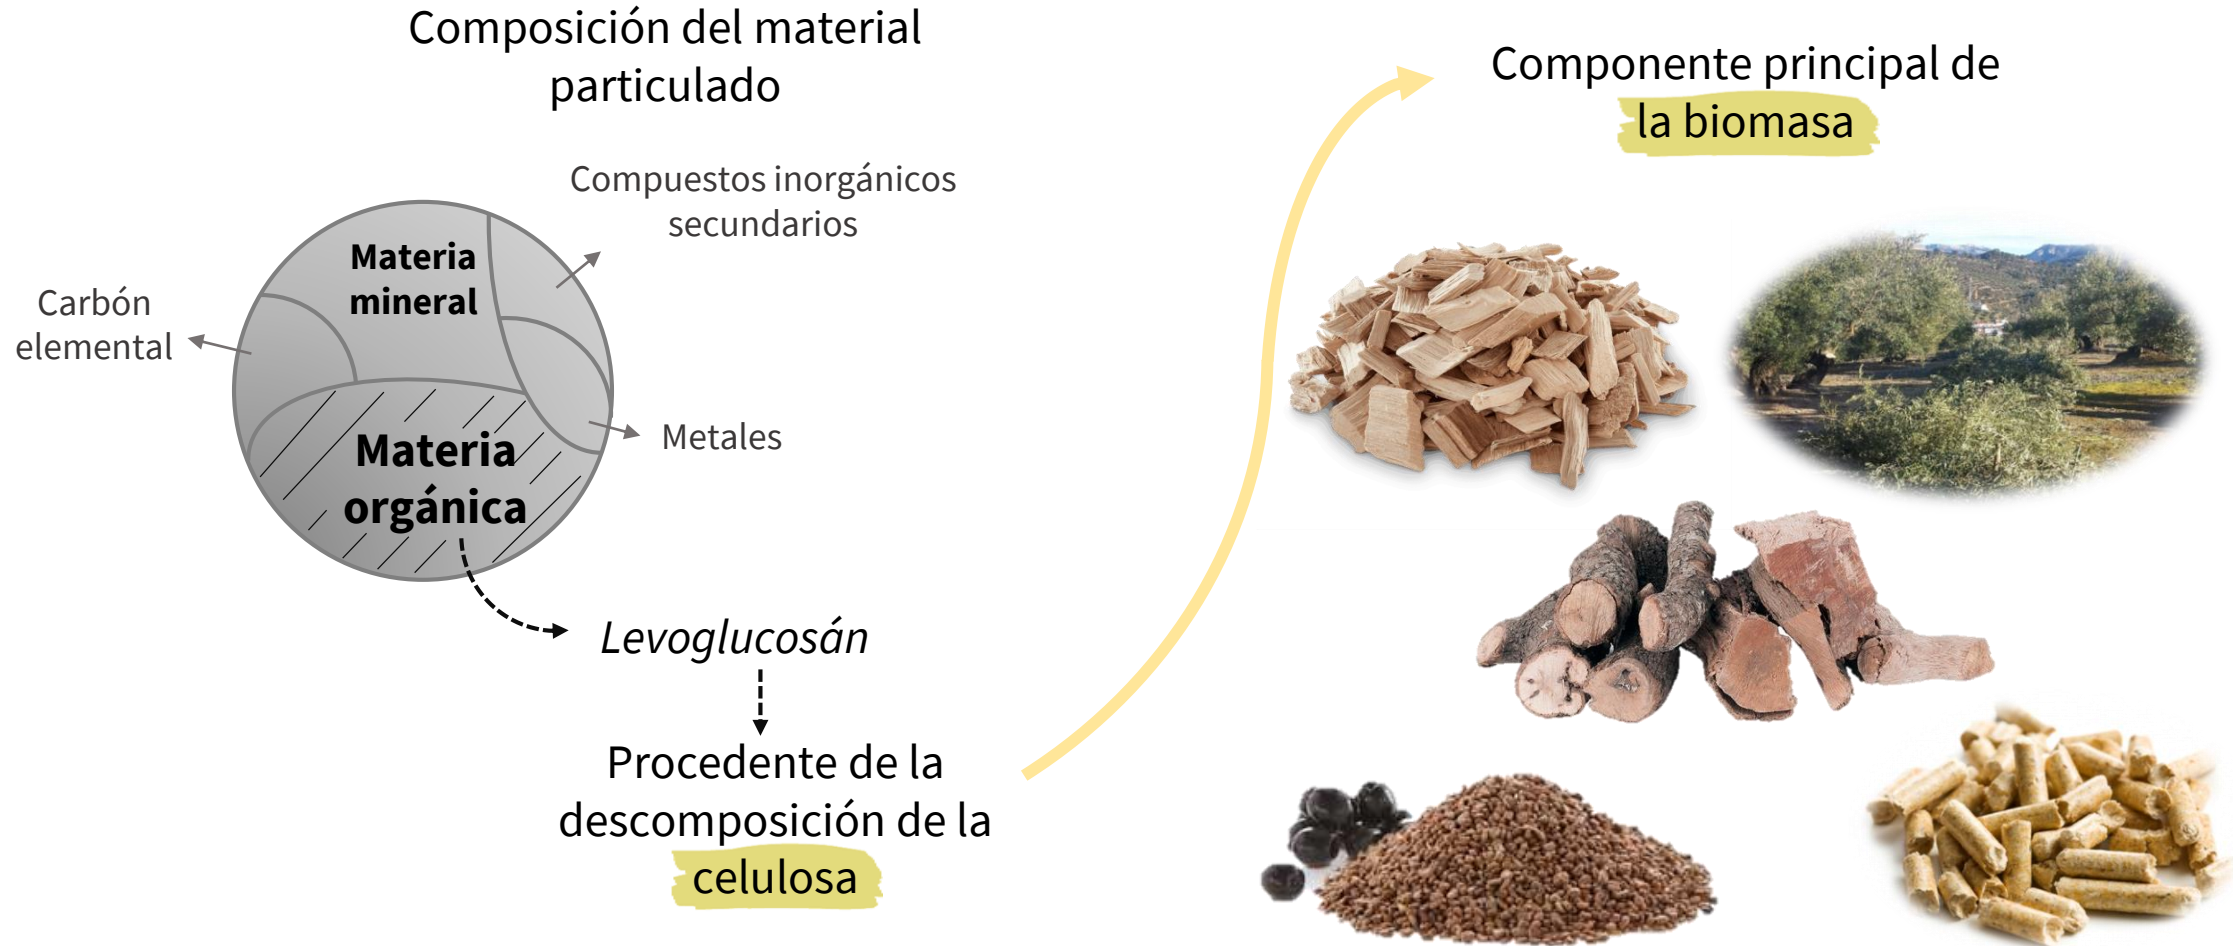 Composición del material
particulado
Compuestos inorgánicos
secundarios
Materia
mineral
Carbón
elemental
Metales
Materia
orgánica
Levoglucosán
Procedente de la
descomposición de la
celulosa
Componente principal de
la biomasa